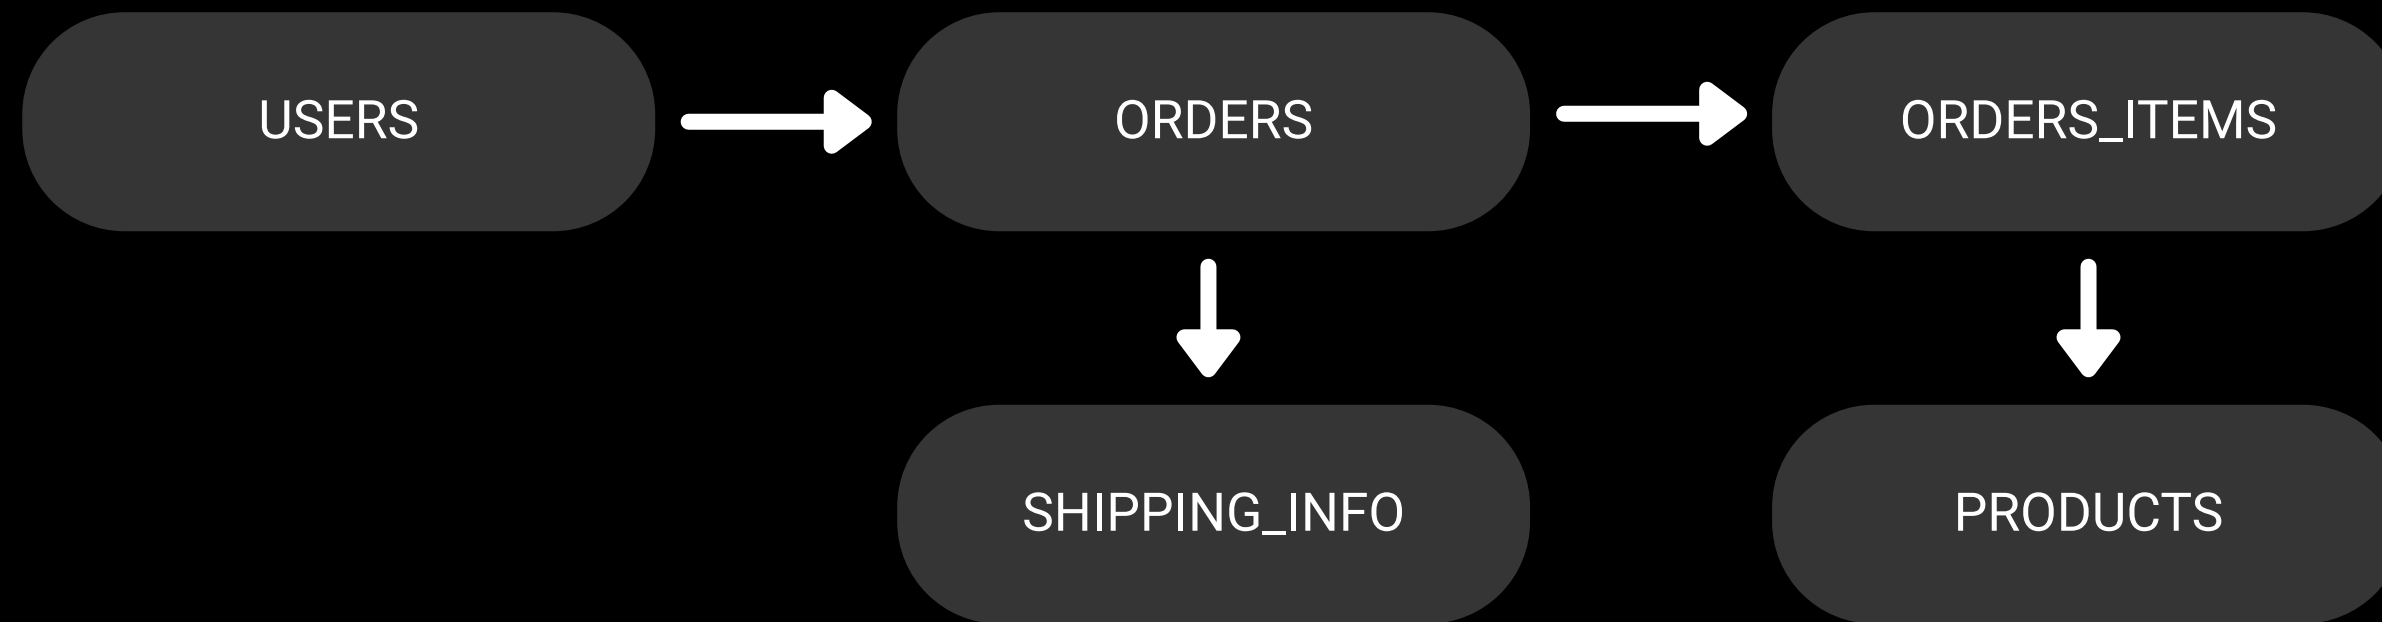 USERS
ORDERS
ORDERS_ITEMS
SHIPPING_INFO
PRODUCTS